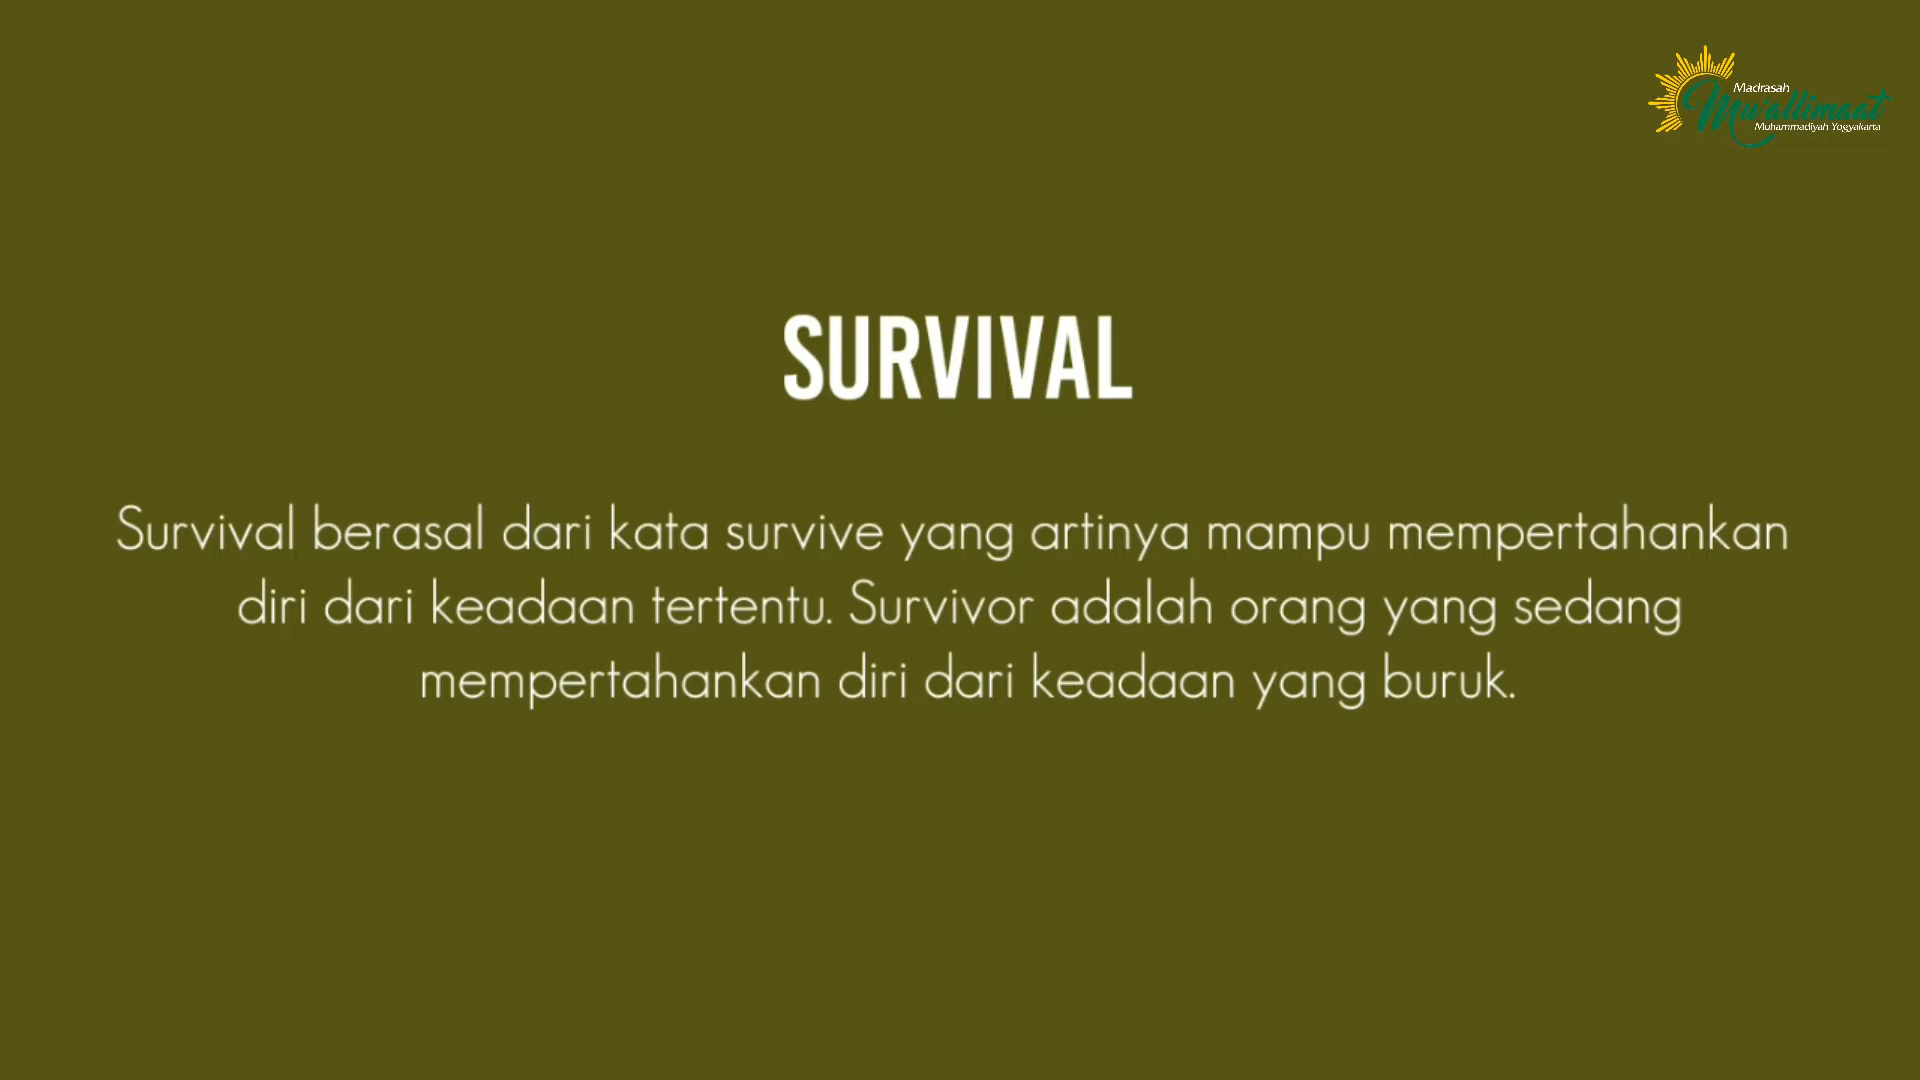 Madrasah
Mu'allimaat
Muhammadiyah Yogyakarta
SURVIVAL
Survival berasal dari kata survive yang artinya mampu mempertahankan
diri dari keadaan tertentu. Survivor adalah orang yang sedang
mempertahankan diri dari keadaan yang buruk.